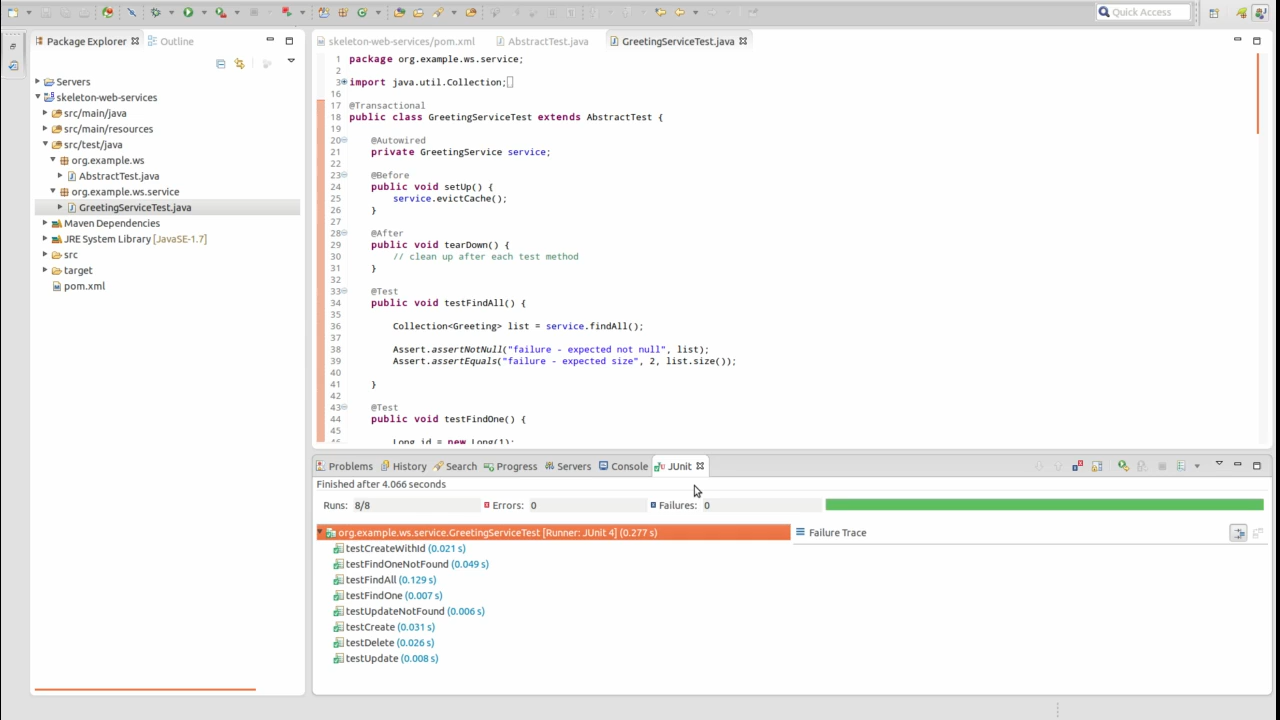 Quick Access
Package Explorer
Outline
Servers
skeleton-web-services
src/main/java
src/main/resources
src/test/java
org.example.ws
AbstractTest.java
org.example.ws.service
GreetingServiceTest.java
Maven Dependencies
JRE System Library [JavaSE-1.7]
src
target
pom.xml
skeleton-web-services/pom.xml
AbstractTest.java
GreetingServiceTest.java
1 package org.example.ws.service;
2
3 import java.util.Collection;
16
17 @Transactional
18 public class GreetingServiceTest extends AbstractTest {
19
20 @Autowired
21 private GreetingService service;
22
23 @Before
24 public void setUp() {
25 service.evictCache();
26 }
27
28 @After
29 public void tearDown() {
30 // clean up after each test method
31 }
32
33 @Test
34 public void testFindAll() {
35
36 Collection<Greeting> list = service.findAll();
37
38 Assert.assertNotNull("failure - expected not null", list);
39 Assert.assertEquals("failure - expected size", 2, list.size());
40
41 }
42
43 @Test
44 public void testFindOne() {
45
46 Long id = new Long(1);
Problems
History
Search
Progress
Servers
Console
JUnit
Finished after 4.066 seconds
Runs: 8/8
Errors: 0
Failures: 0
org.example.ws.service.GreetingServiceTest [Runner: JUnit 4] (0.277 s)
Failure Trace
testCreateWithId (0.021 s)
testFindOneNotFound (0.049 s)
testFindAll (0.129 s)
testFindOne (0.007 s)
testUpdateNotFound (0.006 s)
testCreate (0.031 s)
testDelete (0.026 s)
testUpdate (0.008 s)